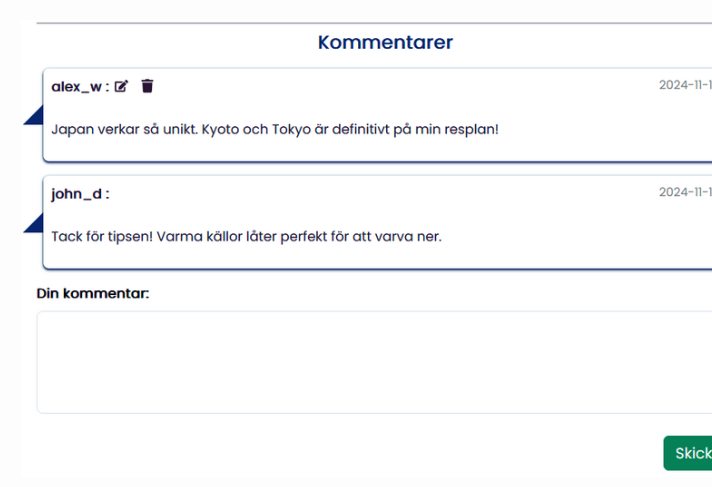 Kommentarer
alex_w :
2024-11-1
Japan verkar så unikt. Kyoto och Tokyo är definitivt på min resplan!
john_d :
2024-11-1
Tack för tipsen! Varma källor låter perfekt för att varva ner.
Din kommentar:
Skick